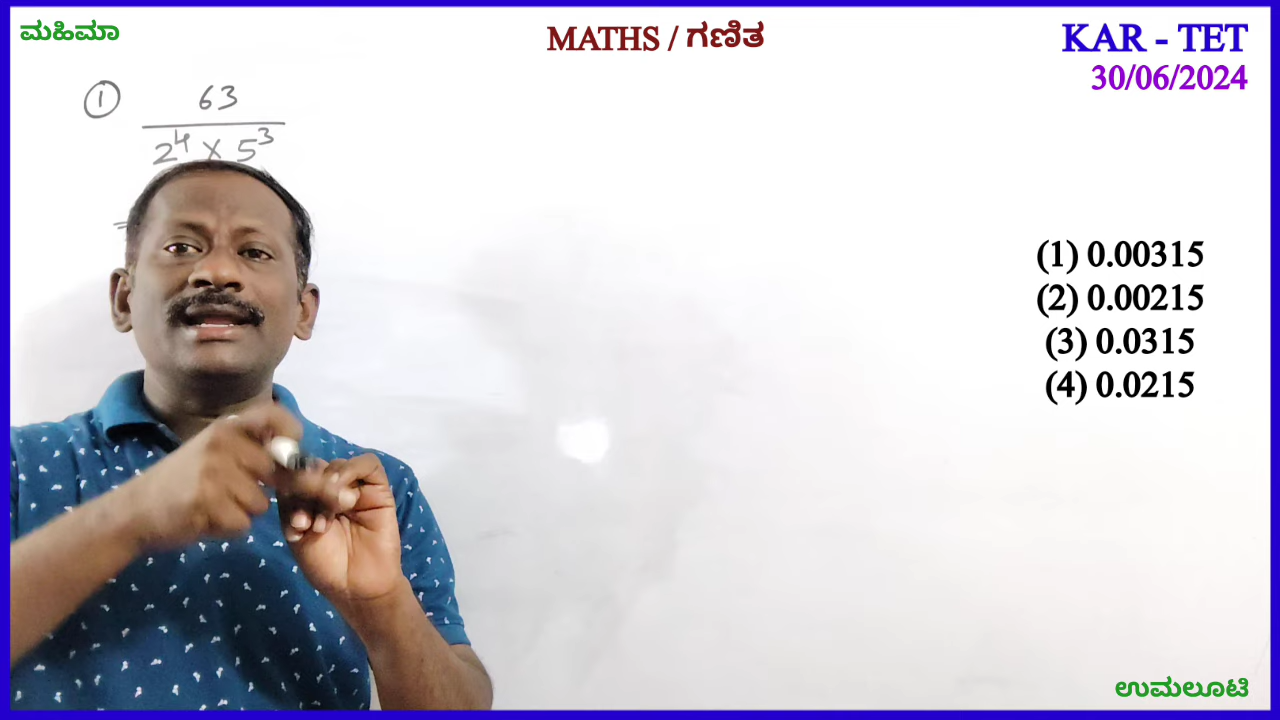 ಮಹಿಮಾ
MATHS / ಗಣಿತ
KAR - TET
30/06/2024
① 63
2⁴ × 5³
=
(1) 0.00315
(2) 0.00215
(3) 0.0315
(4) 0.0215
ಉಮಲೂಟಿ